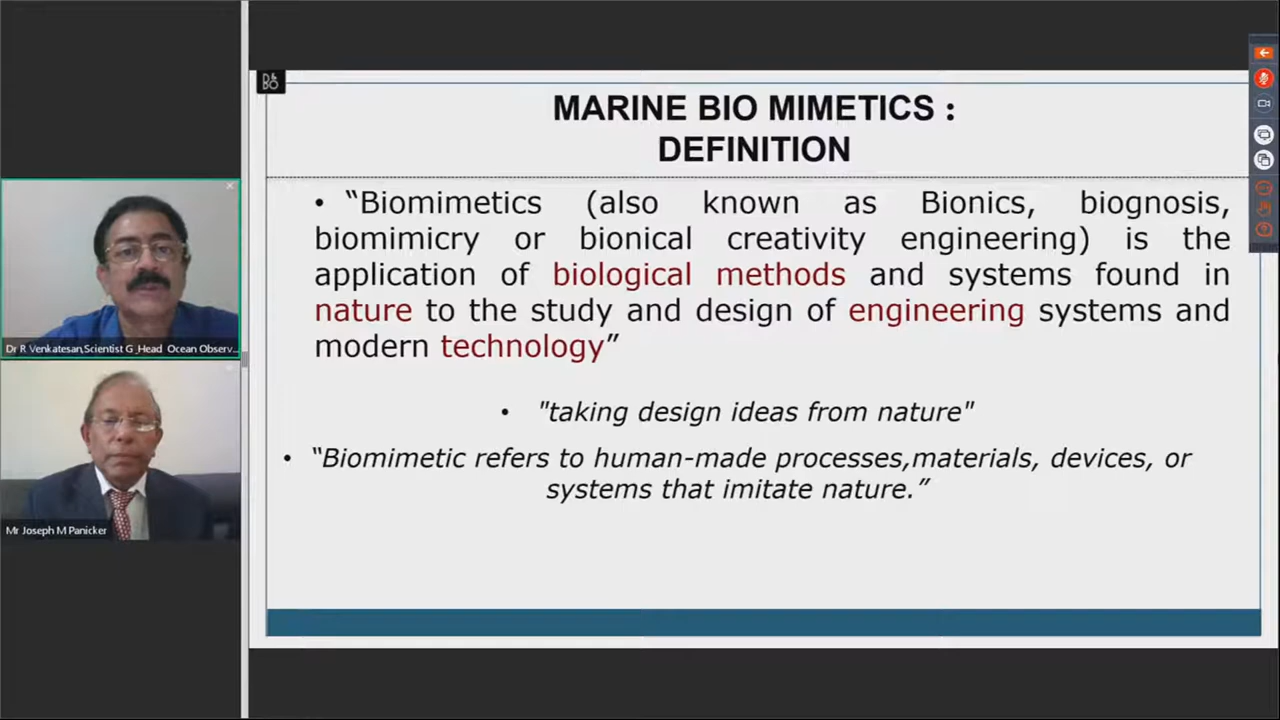 D&
BO
MARINE BIO MIMETICS :
DEFINITION
• “Biomimetics (also known as Bionics, biognosis,
biomimicry or bionical creativity engineering) is the
application of biological methods and systems found in
nature to the study and design of engineering systems and
modern technology”
• "taking design ideas from nature"
• “Biomimetic refers to human-made processes,materials, devices, or
systems that imitate nature.”
Dr R Venkatesan,Scientist G ,Head Ocean Observ...
Mr Joseph M Panicker